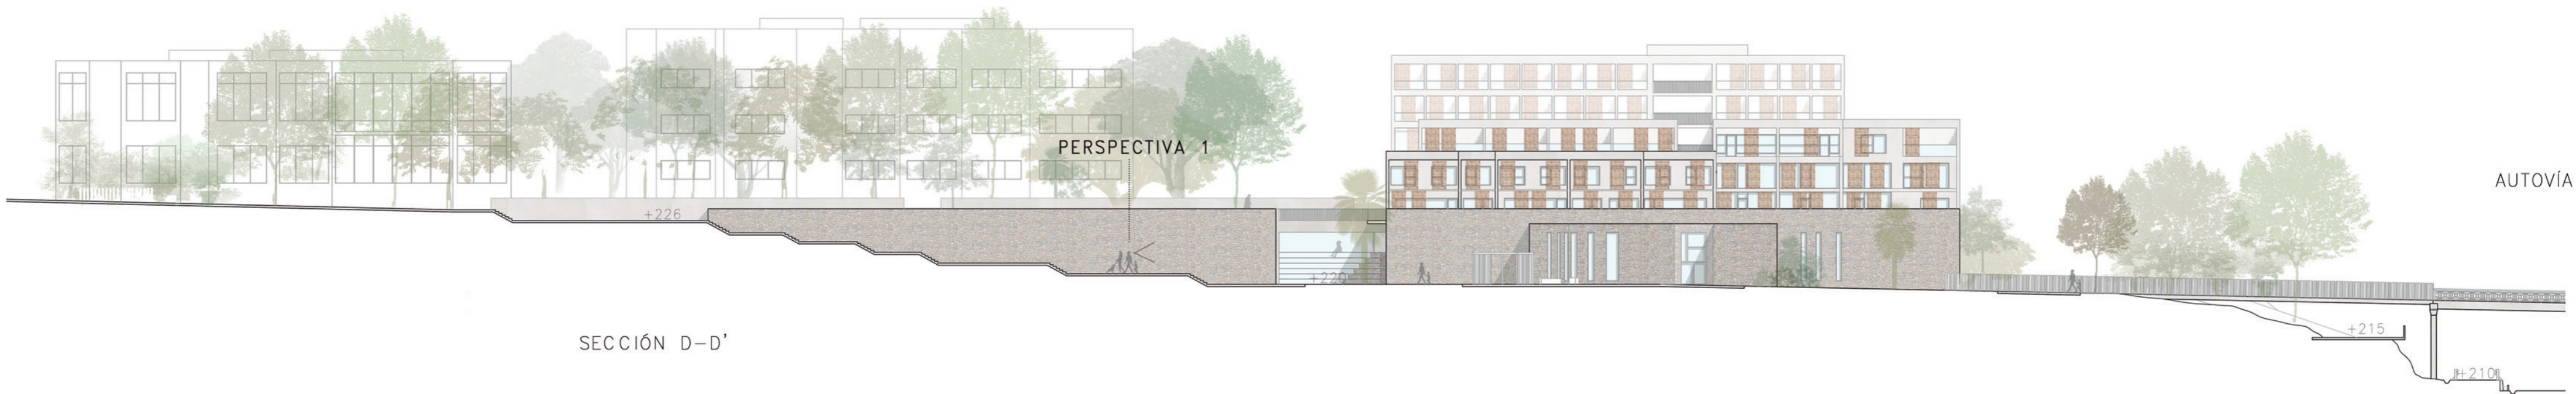 PERSPECTIVA 1
AUTOVÍA
+226
+220
+215
+210
SECCIÓN D-D'